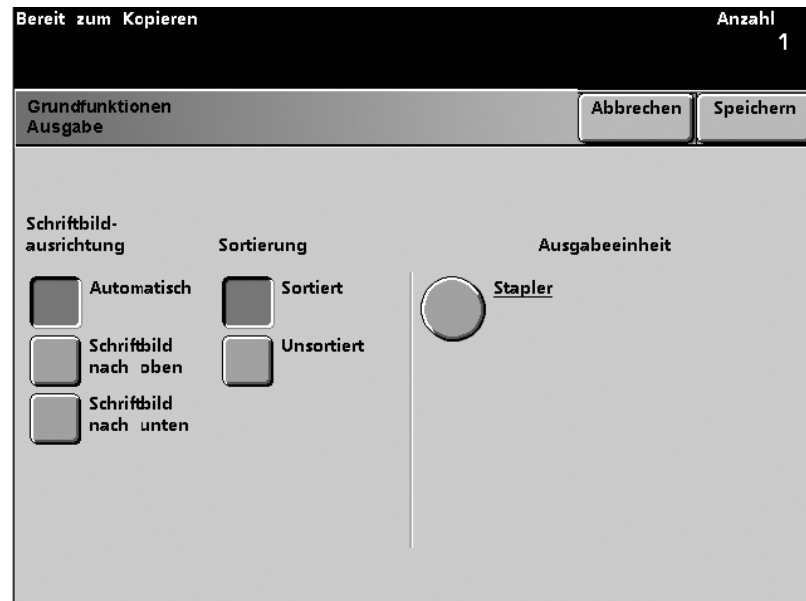 Bereit zum Kopieren
Anzahl
1
Grundfunktionen
Ausgabe
Abbrechen
Speichern
Schriftbild-
ausrichtung
Automatisch
Schriftbild
nach oben
Schriftbild
nach unten
Sortierung
Sortiert
Unsortiert
Ausgabeeinheit
Stapler